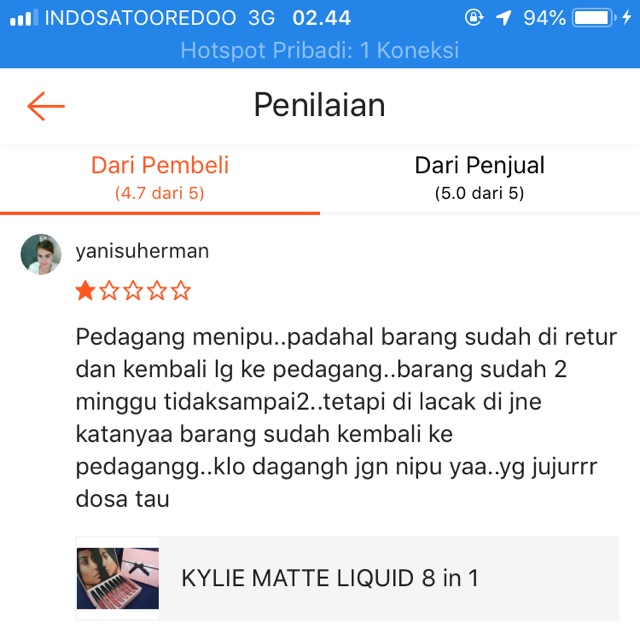 INDOSATOOREDOO 3G 02.44 94%
Hotspot Pribadi: 1 Koneksi
Penilaian
Dari Pembeli
(4.7 dari 5)
Dari Penjual
(5.0 dari 5)
yanisuherman
Pedagang menipu..padahal barang sudah di retur
dan kembali lg ke pedagang..barang sudah 2
minggu tidaksampai2..tetapi di lacak di jne
katanyaa barang sudah kembali ke
pedagangg..klo dagangh jgn nipu yaa..yg jujurrr
dosa tau
KYLIE MATTE LIQUID 8 in 1